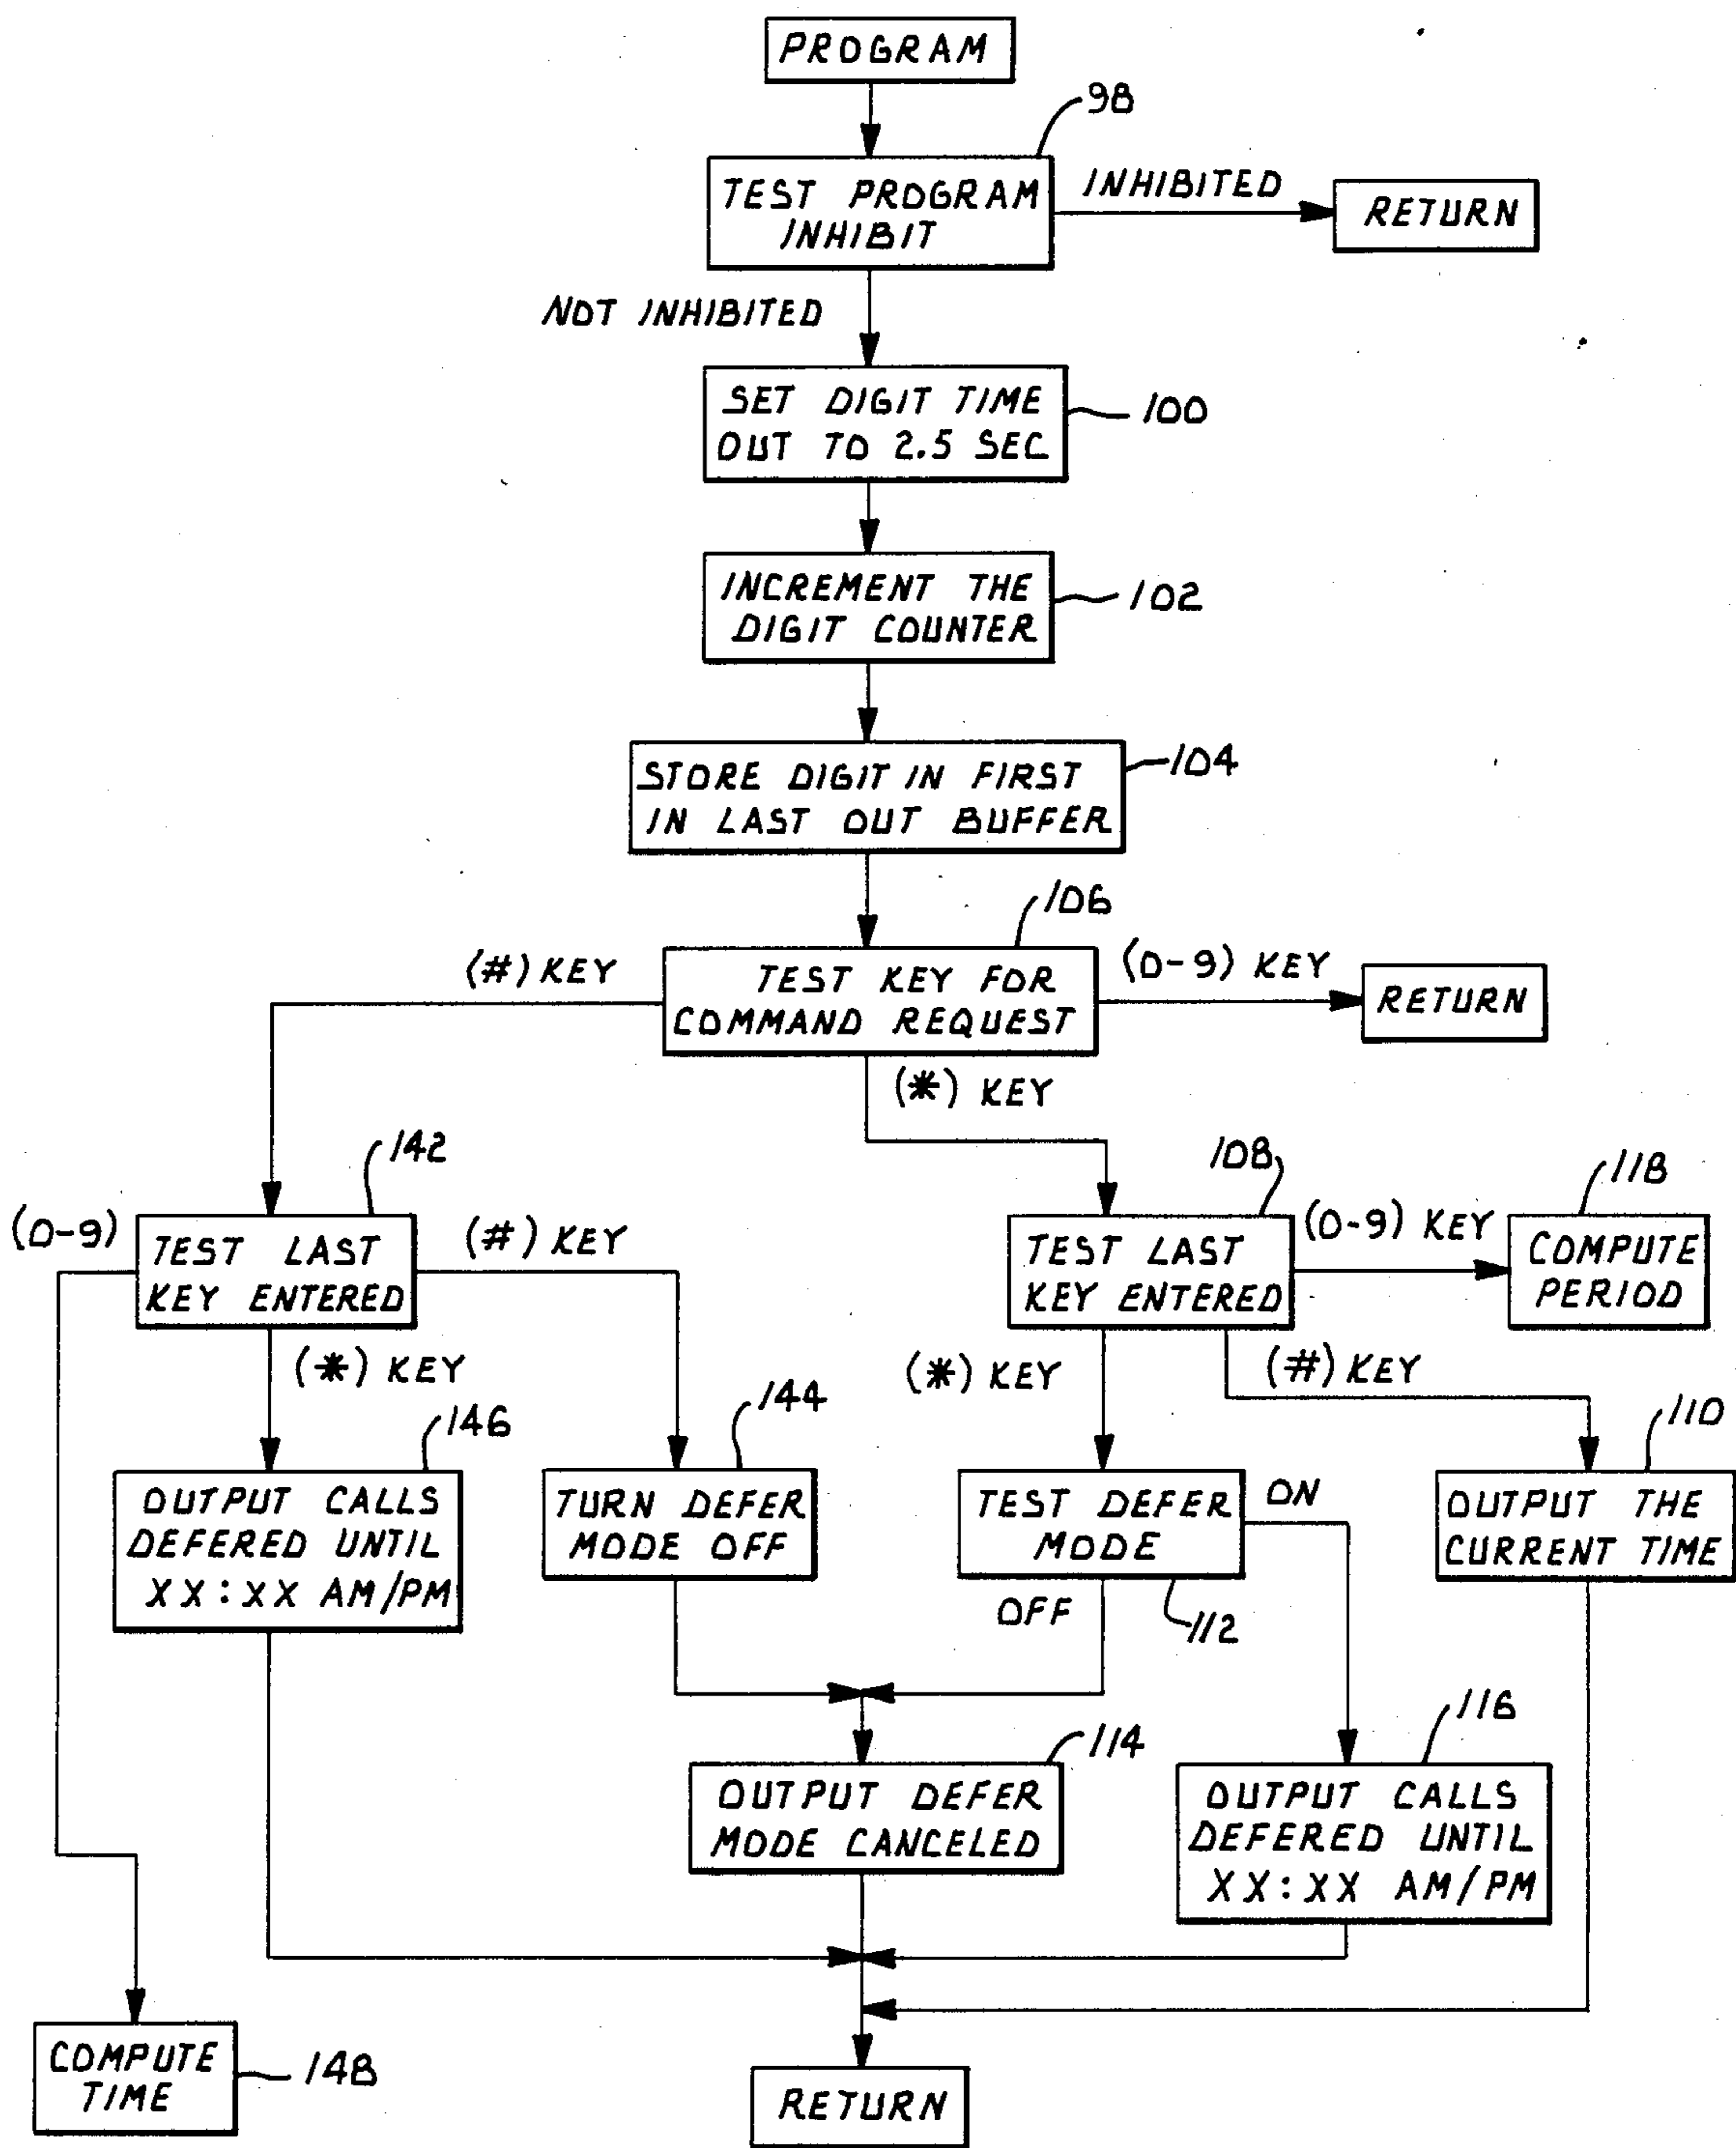 PROGRAM
98
TEST PROGRAM
INHIBIT
INHIBITED
RETURN
NOT INHIBITED
SET DIGIT TIME
OUT TO 2.5 SEC
100
INCREMENT THE
DIGIT COUNTER
102
STORE DIGIT IN FIRST
IN LAST OUT BUFFER
104
106
(#) KEY
TEST KEY FOR
COMMAND REQUEST
(0-9) KEY
RETURN
(*) KEY
142
108
118
(0-9)
TEST LAST
KEY ENTERED
(#) KEY
TEST LAST
KEY ENTERED
(0-9) KEY
COMPUTE
PERIOD
(*) KEY
(*) KEY
(#) KEY
146
144
110
OUTPUT CALLS
DEFERED UNTIL
XX:XX AM/PM
TURN DEFER
MODE OFF
TEST DEFER
MODE
ON
OUTPUT THE
CURRENT TIME
OFF
112
114
116
OUTPUT DEFER
MODE CANCELED
OUTPUT CALLS
DEFERED UNTIL
XX:XX AM/PM
COMPUTE
TIME
148
RETURN